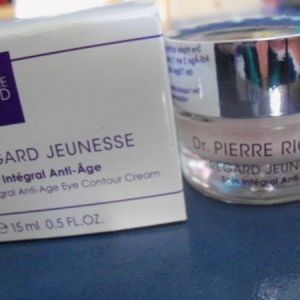 GARD JEUNESSE
Intégral Anti-Âge
gral Anti-Age Eye Contour Cream
e 15 ml 0.5 FL.OZ.
Dr. PIERRE RIC
REGARD JEUN
Soin Intégral Anti-